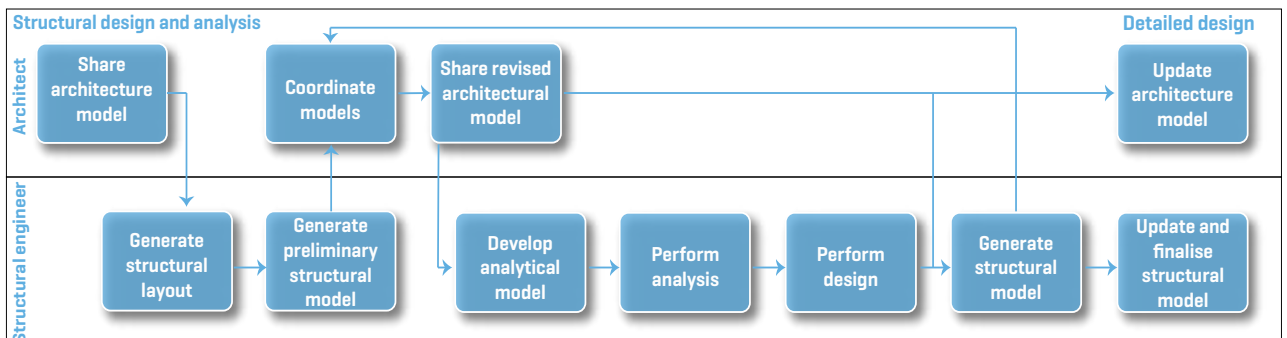 Structural design and analysis
Detailed design
Architect
Share
architecture
model
Coordinate
models
Share revised
architectural
model
Update
architecture
model
Structural engineer
Generate
structural
layout
Generate
preliminary
structural
model
Develop
analytical
model
Perform
analysis
Perform
design
Generate
structural
model
Update and
finalise
structural
model